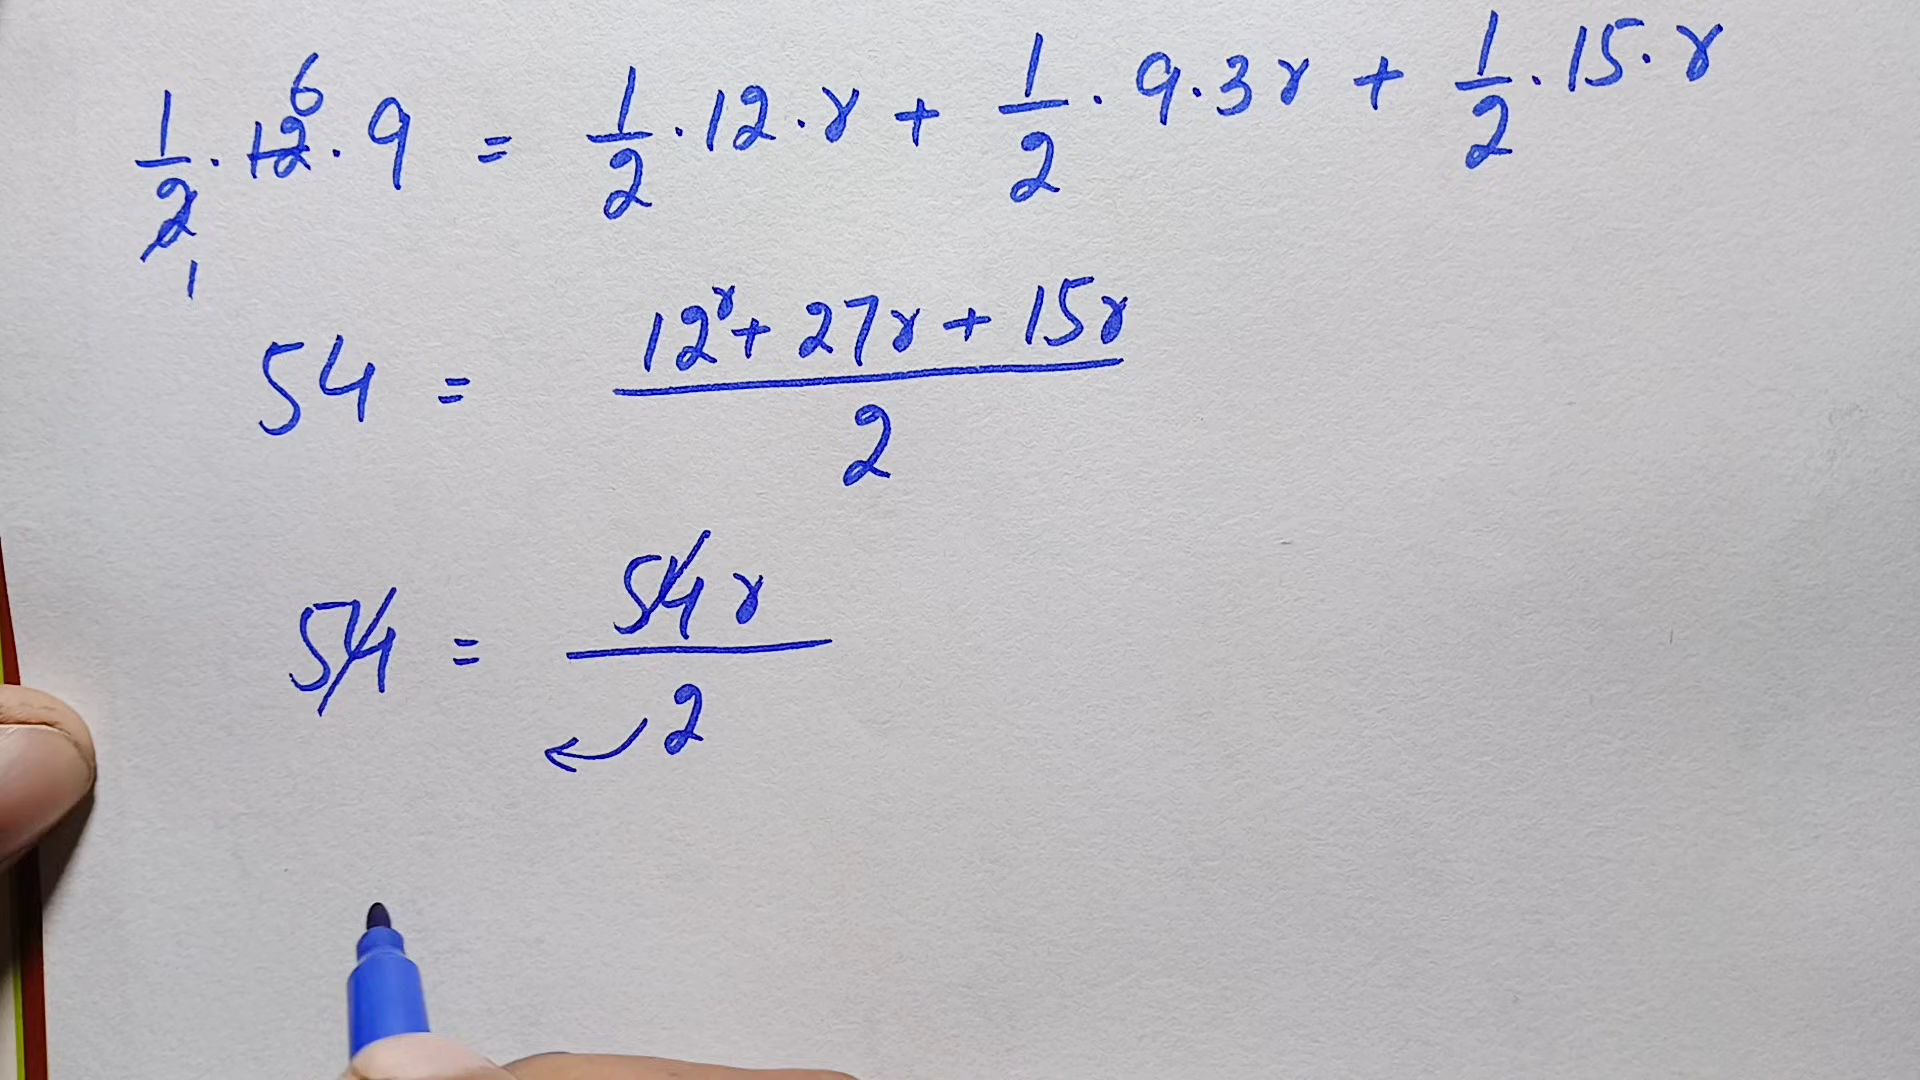 1/2 . 12 . 9 = 1/2 . 12 . r + 1/2 . 9 . 3r + 1/2 . 15 . r
6
1
54 = (12r + 27r + 15r)/2
54 = 54r/2